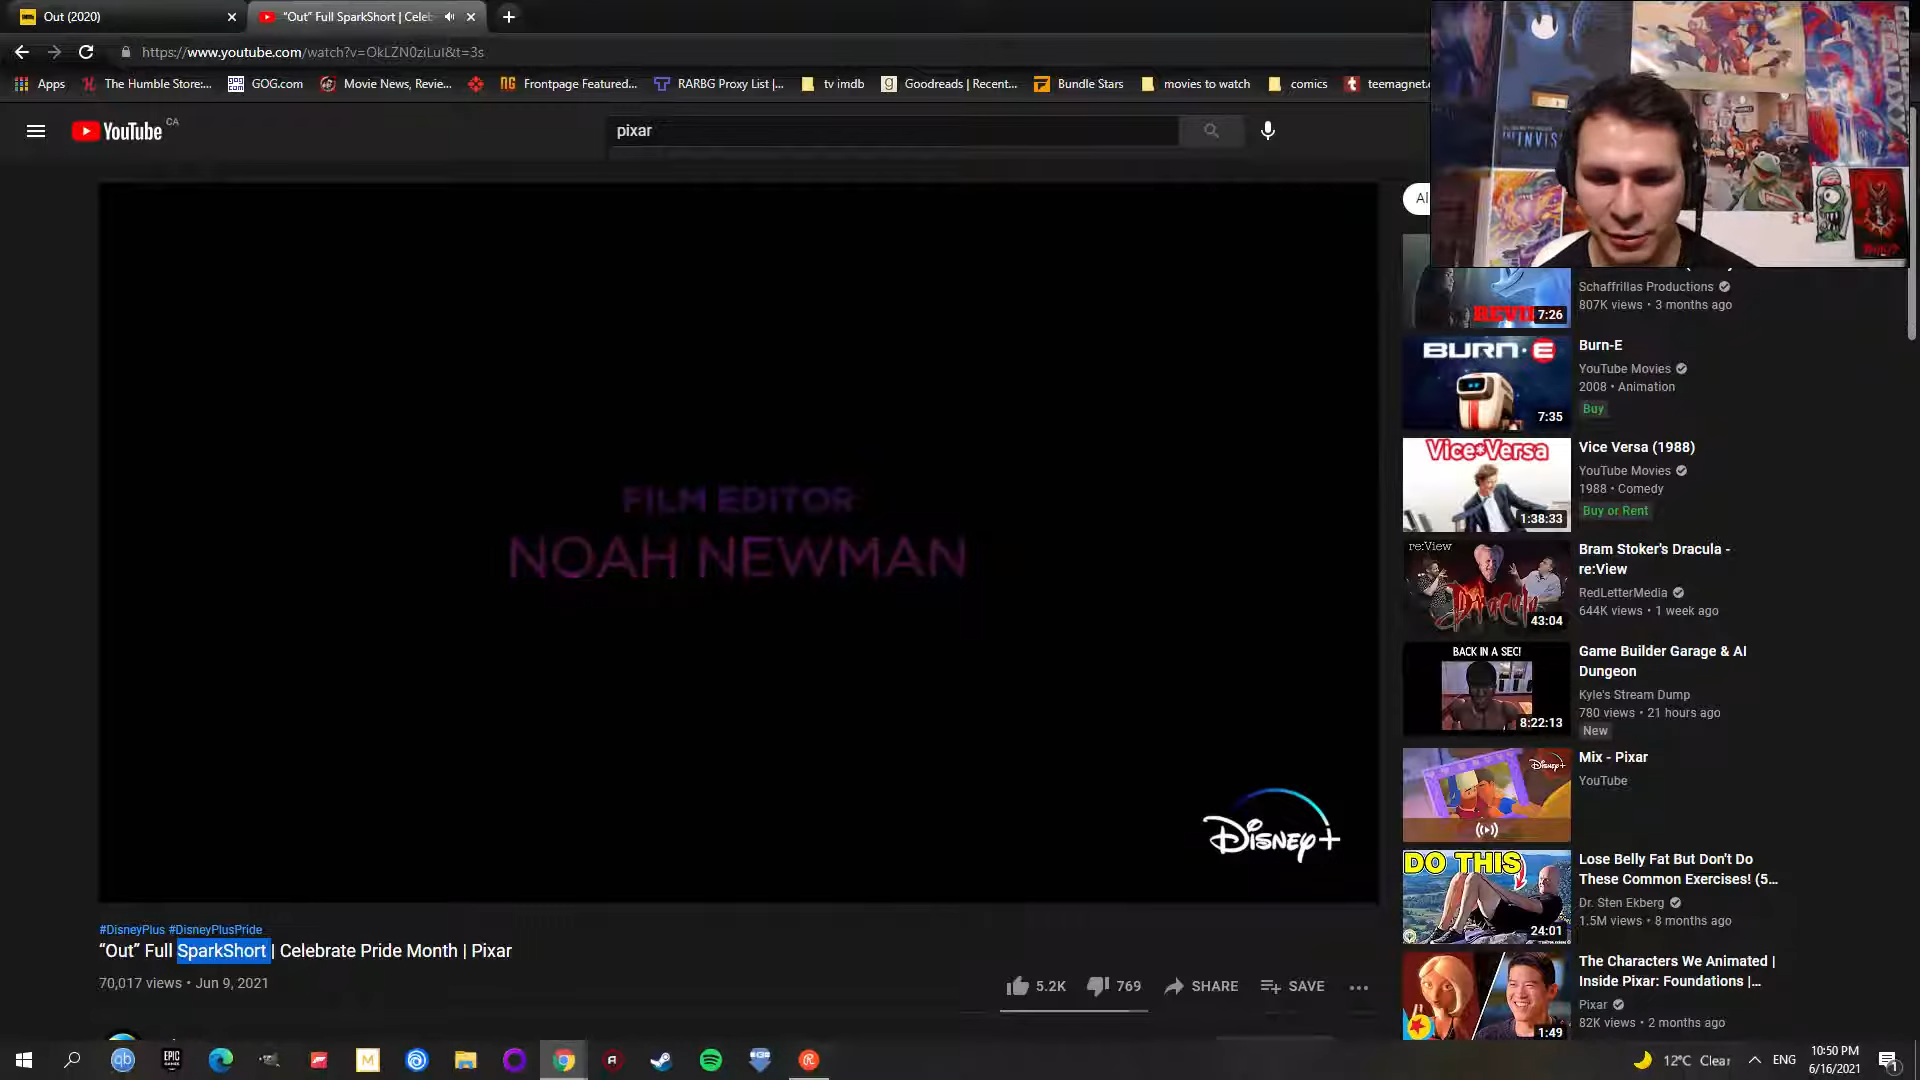 Out (2020)
"Out" Full SparkShort | Celeb
https://www.youtube.com/watch?v=OkLZN0ziLuI&t=3s
Apps
The Humble Store:...
GOG.com
Movie News, Revie...
Frontpage Featured...
RARBG Proxy List |...
tv imdb
Goodreads | Recent...
Bundle Stars
movies to watch
comics
teemagnet.
YouTube CA
pixar
Al
FILM EDITOR
NOAH NEWMAN
Disney+
#DisneyPlus #DisneyPlusPride
“Out” Full SparkShort | Celebrate Pride Month | Pixar
70,017 views • Jun 9, 2021
5.2K
769
SHARE
SAVE
7:26
Schaffrillas Productions
807K views • 3 months ago
BURN·E
7:35
Burn-E
YouTube Movies
2008 • Animation
Buy
Vice Versa
1:38:33
Vice Versa (1988)
YouTube Movies
1988 • Comedy
Buy or Rent
re:View
Dracula
43:04
Bram Stoker's Dracula -
re:View
RedLetterMedia
644K views • 1 week ago
BACK IN A SEC!
8:22:13
Game Builder Garage & AI
Dungeon
Kyle's Stream Dump
780 views • 21 hours ago
New
Disney+
Mix - Pixar
YouTube
DO THIS
24:01
Lose Belly Fat But Don't Do
These Common Exercises! (5...
Dr. Sten Ekberg
1.5M views • 8 months ago
1:49
The Characters We Animated |
Inside Pixar: Foundations |...
Pixar
82K views • 2 months ago
qb
EPIC
GAMES
M
12°C Clear
ENG
10:50 PM
6/16/2021
1